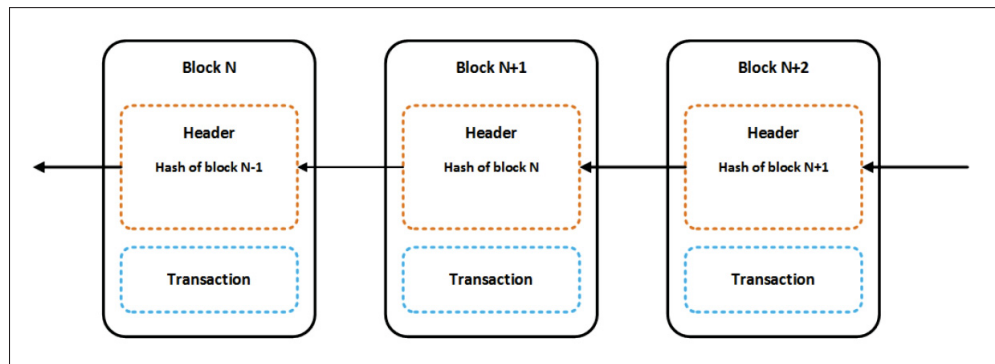 Block N
Header
Hash of block N-1
Transaction
Block N+1
Header
Hash of block N
Transaction
Block N+2
Header
Hash of block N+1
Transaction